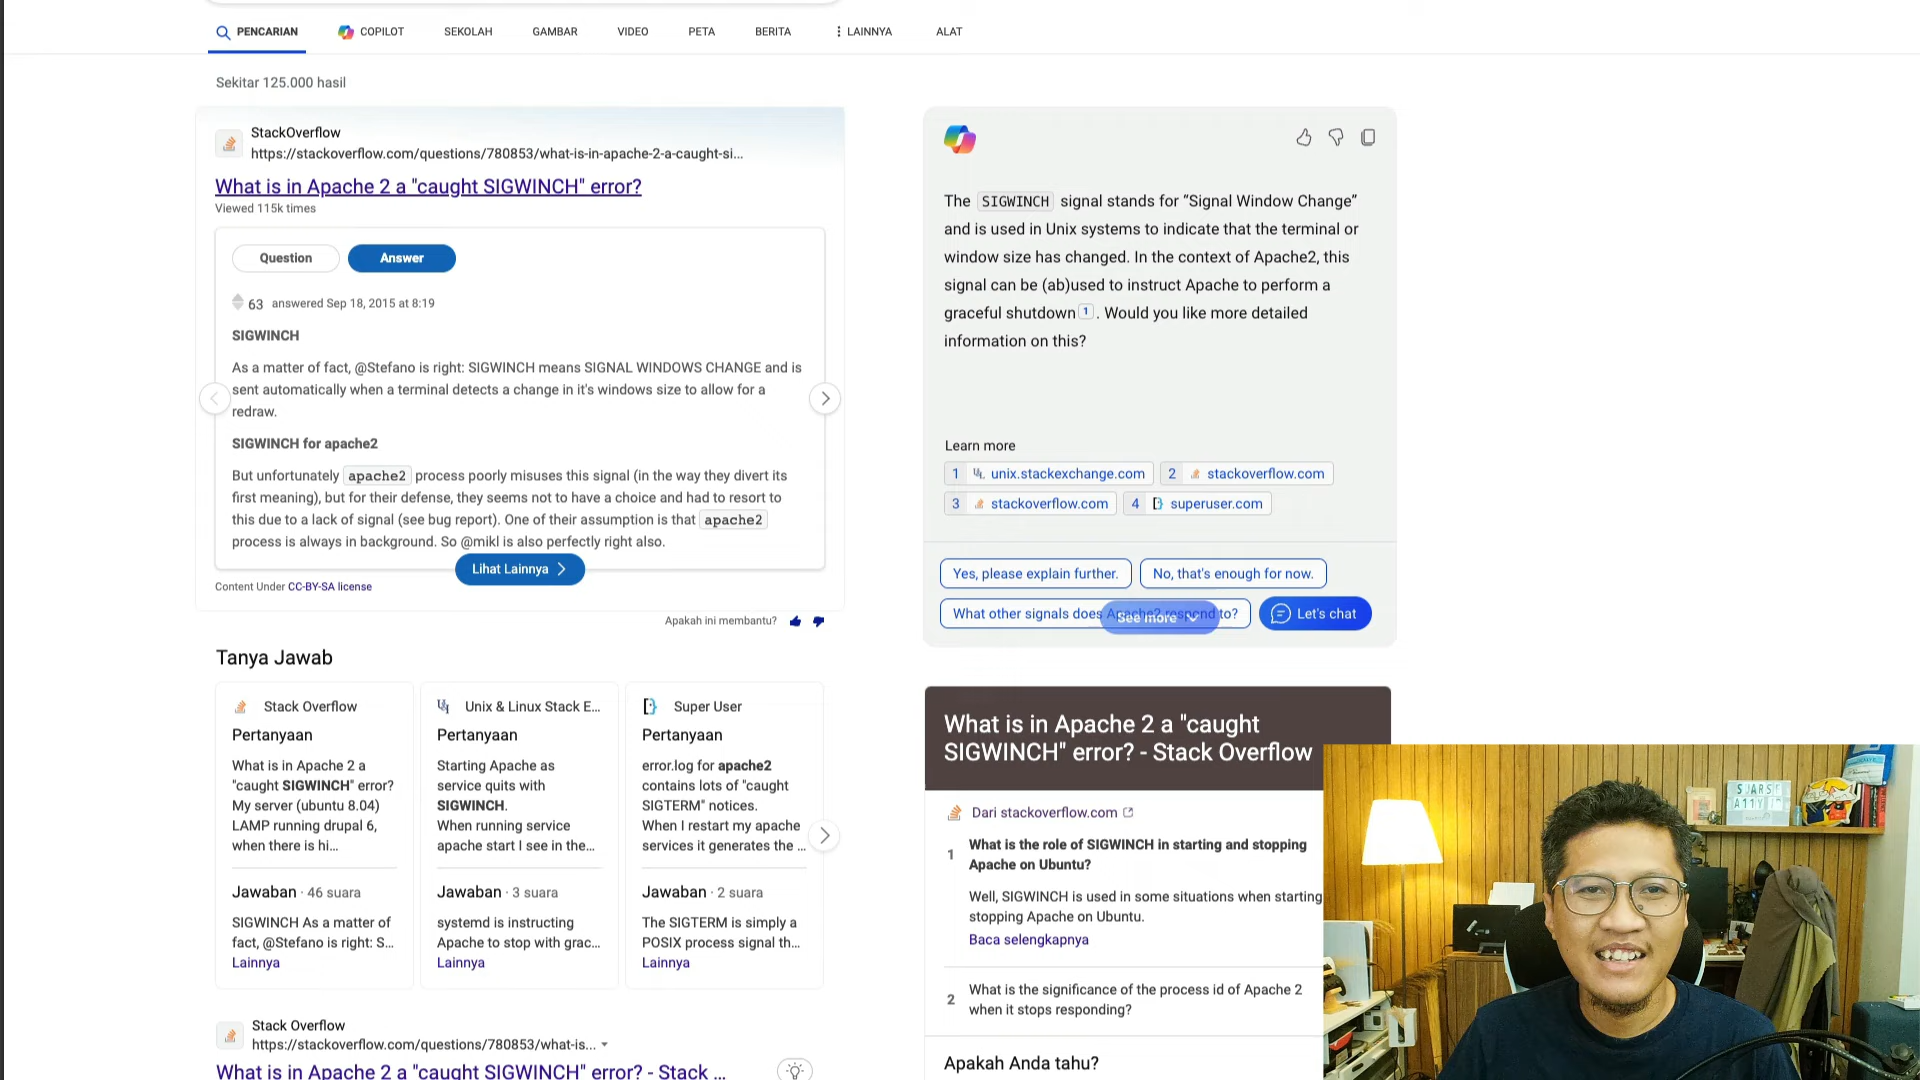 PENCARIAN
COPILOT
SEKOLAH
GAMBAR
VIDEO
PETA
BERITA
LAINNYA
ALAT
Sekitar 125.000 hasil
StackOverflow
https://stackoverflow.com/questions/780853/what-is-in-apache-2-a-caught-si...
What is in Apache 2 a "caught SIGWINCH" error?
Viewed 115k times
Question
Answer
63 answered Sep 18, 2015 at 8:19
SIGWINCH
As a matter of fact, @Stefano is right: SIGWINCH means SIGNAL WINDOWS CHANGE and is
sent automatically when a terminal detects a change in it's windows size to allow for a
redraw.
SIGWINCH for apache2
But unfortunately apache2 process poorly misuses this signal (in the way they divert its
first meaning), but for their defense, they seems not to have a choice and had to resort to
this due to a lack of signal (see bug report). One of their assumption is that apache2
process is always in background. So @mikl is also perfectly right also.
Lihat Lainnya
Content Under CC-BY-SA license
Apakah ini membantu?
Tanya Jawab
Stack Overflow
Pertanyaan
What is in Apache 2 a
"caught SIGWINCH" error?
My server (ubuntu 8.04)
LAMP running drupal 6,
when there is hi...
Jawaban · 46 suara
SIGWINCH As a matter of
fact, @Stefano is right: S...
Lainnya
Unix & Linux Stack E...
Pertanyaan
Starting Apache as
service quits with
SIGWINCH.
When running service
apache start I see in the...
Jawaban · 3 suara
systemd is instructing
Apache to stop with grac...
Lainnya
Super User
Pertanyaan
error.log for apache2
contains lots of "caught
SIGTERM" notices.
When I restart my apache
services it generates the ...
Jawaban · 2 suara
The SIGTERM is simply a
POSIX process signal th...
Lainnya
Stack Overflow
https://stackoverflow.com/questions/780853/what-is...
What is in Apache 2 a "caught SIGWINCH" error? - Stack ...
The SIGWINCH signal stands for “Signal Window Change”
and is used in Unix systems to indicate that the terminal or
window size has changed. In the context of Apache2, this
signal can be (ab)used to instruct Apache to perform a
graceful shutdown 1 . Would you like more detailed
information on this?
Learn more
1 unix.stackexchange.com
2 stackoverflow.com
3 stackoverflow.com
4 superuser.com
Yes, please explain further.
No, that's enough for now.
What other signals does Apache2 respond to?
See more
Let's chat
What is in Apache 2 a "caught
SIGWINCH" error? - Stack Overflow
Dari stackoverflow.com
1 What is the role of SIGWINCH in starting and stopping
Apache on Ubuntu?
Well, SIGWINCH is used in some situations when starting
stopping Apache on Ubuntu.
Baca selengkapnya
2 What is the significance of the process id of Apache 2
when it stops responding?
Apakah Anda tahu?